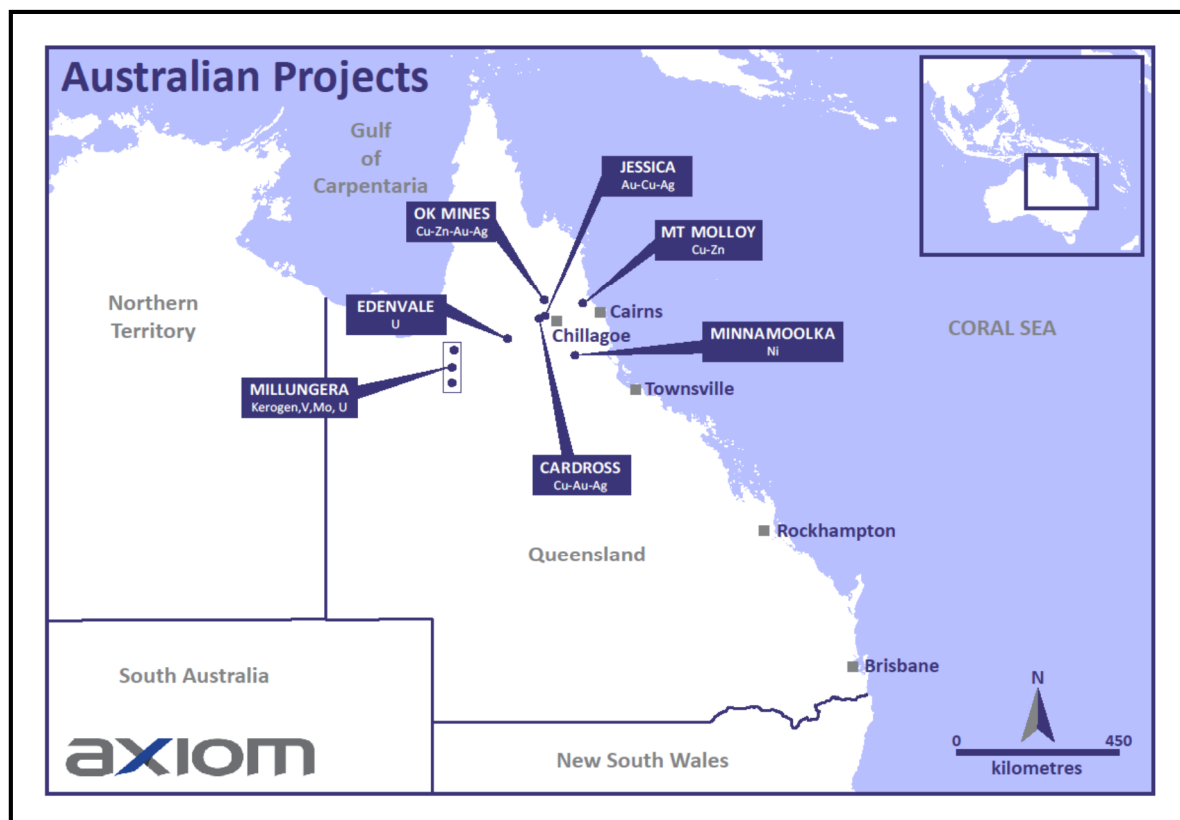 Australian Projects
Gulf
of
Carpentaria
JESSICA
Au-Cu-Ag
OK MINES
Cu-Zn-Au-Ag
MT MOLLOY
Cu-Zn
Northern
Territory
EDENVALE
U
Cairns
Chillagoe
CORAL SEA
MINNAMOOLKA
Ni
MILLUNGERA
Kerogen,V,Mo, U
Townsville
CARDROSS
Cu-Au-Ag
Rockhampton
Queensland
Brisbane
South Australia
N
axiom
New South Wales
0 450
kilometres